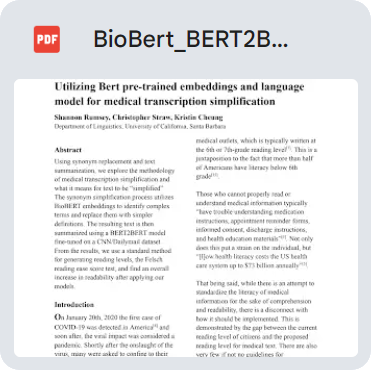 PDF
BioBert_BERT2B...
Utilizing Bert pre-trained embeddings and language
model for medical transcription simplification
Shannon Ramsey, Christopher Straw, Kristin Cheung
Department of Linguistics, University of California, Santa Barbara
Abstract
Using synonym replacement and text
summarization, we explore the methodology
of medical transcription simplification and
what it means for text to be "simplified"
The synonym simplification process utilizes
BioBERT embeddings to identify complex
terms and replace them with simpler
definitions. The resulting text is then
summarized using a BERT2BERT model
fine-tuned on a CNN/Dailymail dataset
From the results, we use a standard method
for generating reading levels, the Felsch
reading ease score test, and find an overall
increase in readability after applying our
models.
Introduction
On January 20th, 2020 the first case of
COVID-19 was detected in America and
soon after, the viral impact was considered a
pandemic. Shortly after the onslaught of the
virus, many were asked to confine to their
medical outlets, which is typically written at
the 6th or 7th-grade reading level. This is a
juxtaposition to the fact that more than half
of Americans have literacy below 6th
grade
Those who cannot properly read or
understand medical information typically
"have trouble understanding medication
instructions, appointment reminder forms,
informed consent, discharge instructions,
and health education materials" Not only
does this put a strain on the individual, but
"[l]ow health literacy costs the US health
care system up to $73 billion annually"
That being said, while there is an attempt to
standardize the literacy of medical
information for the sake of comprehension
and readability, there is a disconnect with
how it should be implemented. This is
demonstrated by the gap between the current
reading level of citizens and the proposed
reading level for medical text. There are also
very few if no guidelines for